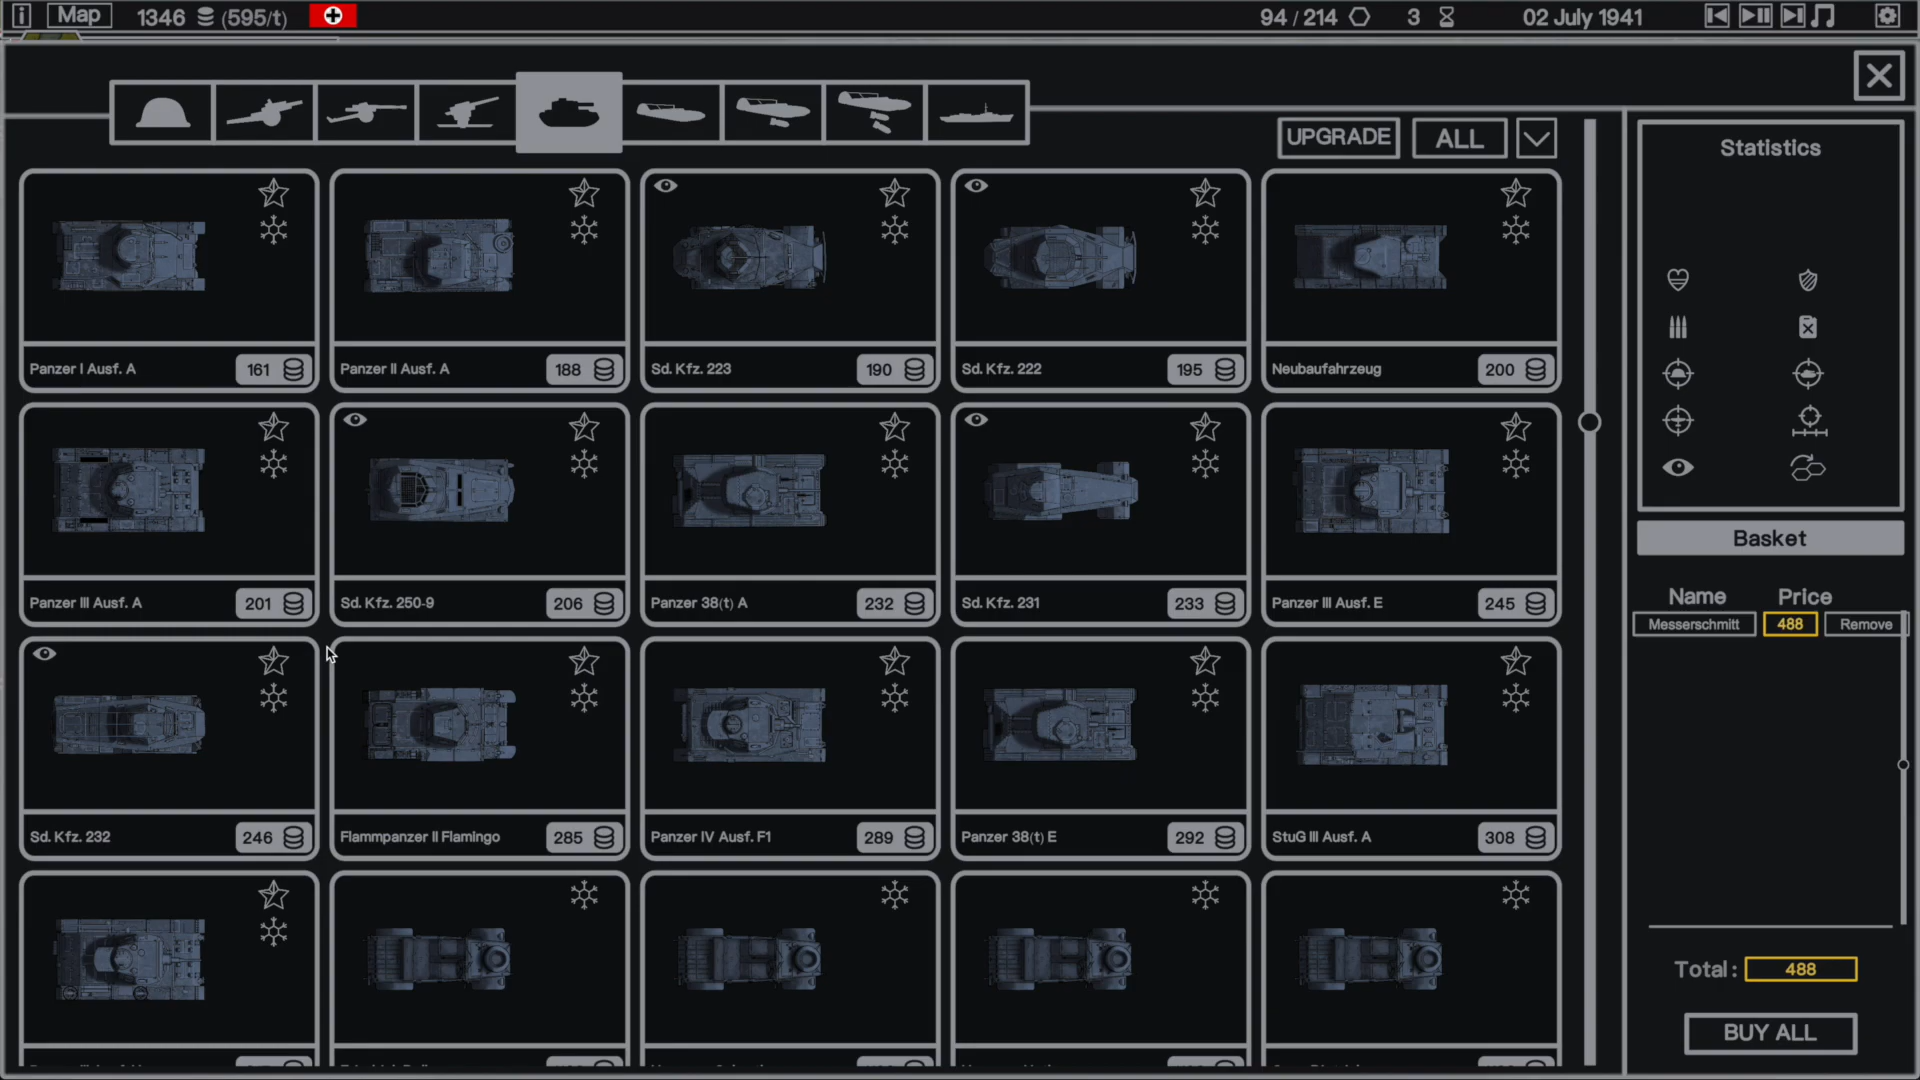 Map 1346 (595/t) 94 / 214 3 02 July 1941
UPGRADE ALL
Statistics
Panzer I Ausf. A 161
Panzer II Ausf. A 188
Sd. Kfz. 223 190
Sd. Kfz. 222 195
Neubaufahrzeug 200
Panzer III Ausf. A 201
Sd. Kfz. 250-9 206
Panzer 38(t) A 232
Sd. Kfz. 231 233
Panzer III Ausf. E 245
Sd. Kfz. 232 246
Flammpanzer II Flamingo 285
Panzer IV Ausf. F1 289
Panzer 38(t) E 292
StuG III Ausf. A 308
Basket
Name Price
Messerschmitt 488 Remove
Total: 488
BUY ALL